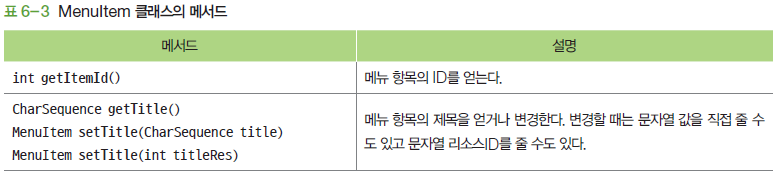 표 6-3 MenuItem 클래스의 메서드
메서드 설명
int getItemId() 메뉴 항목의 ID를 얻는다.
CharSequence getTitle()
MenuItem setTitle(CharSequence title)
MenuItem setTitle(int titleRes)
메뉴 항목의 제목을 얻거나 변경한다. 변경할 때는 문자열 값을 직접 줄 수
도 있고 문자열 리소스ID를 줄 수도 있다.